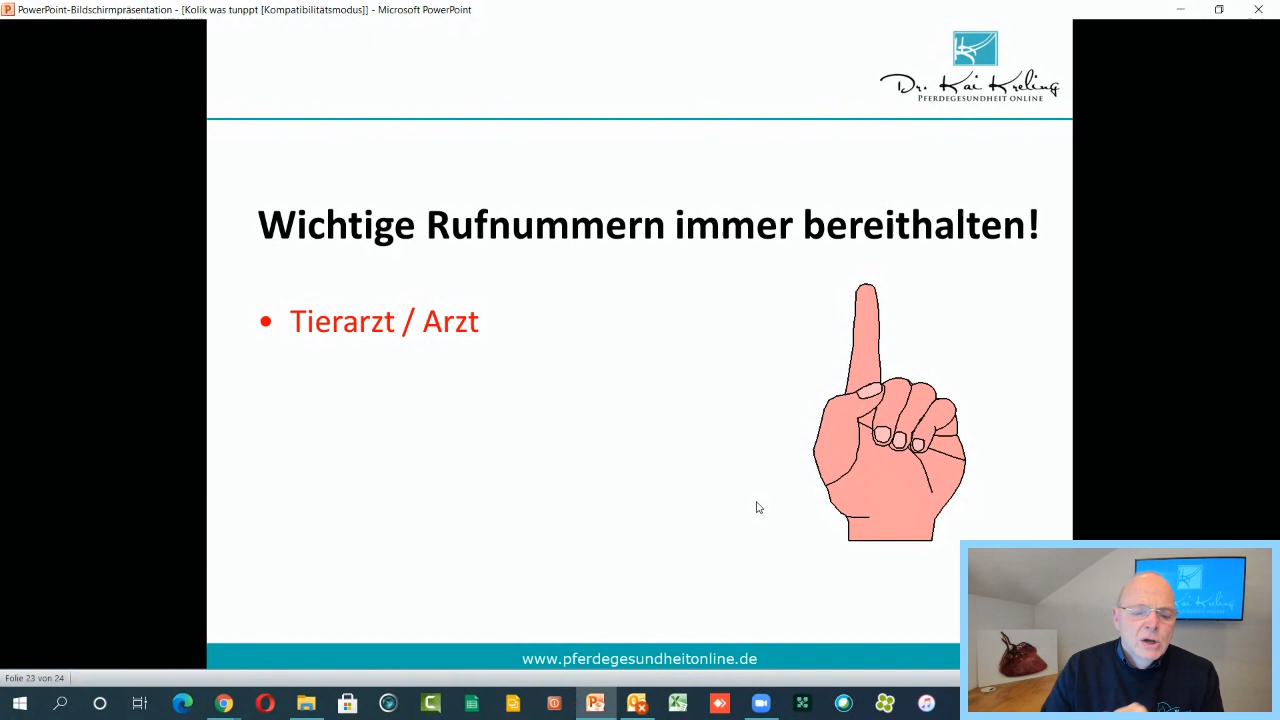 PowerPoint-Bildschirmpräsentation - [Kolik was tunppt [Kompatibilitätsmodus]] - Microsoft PowerPoint
Dr. Kai Kreling
PFERDEGESUNDHEIT ONLINE
Wichtige Rufnummern immer bereithalten!
• Tierarzt / Arzt
www.pferdegesundheitonline.de
Folie 23 von 24